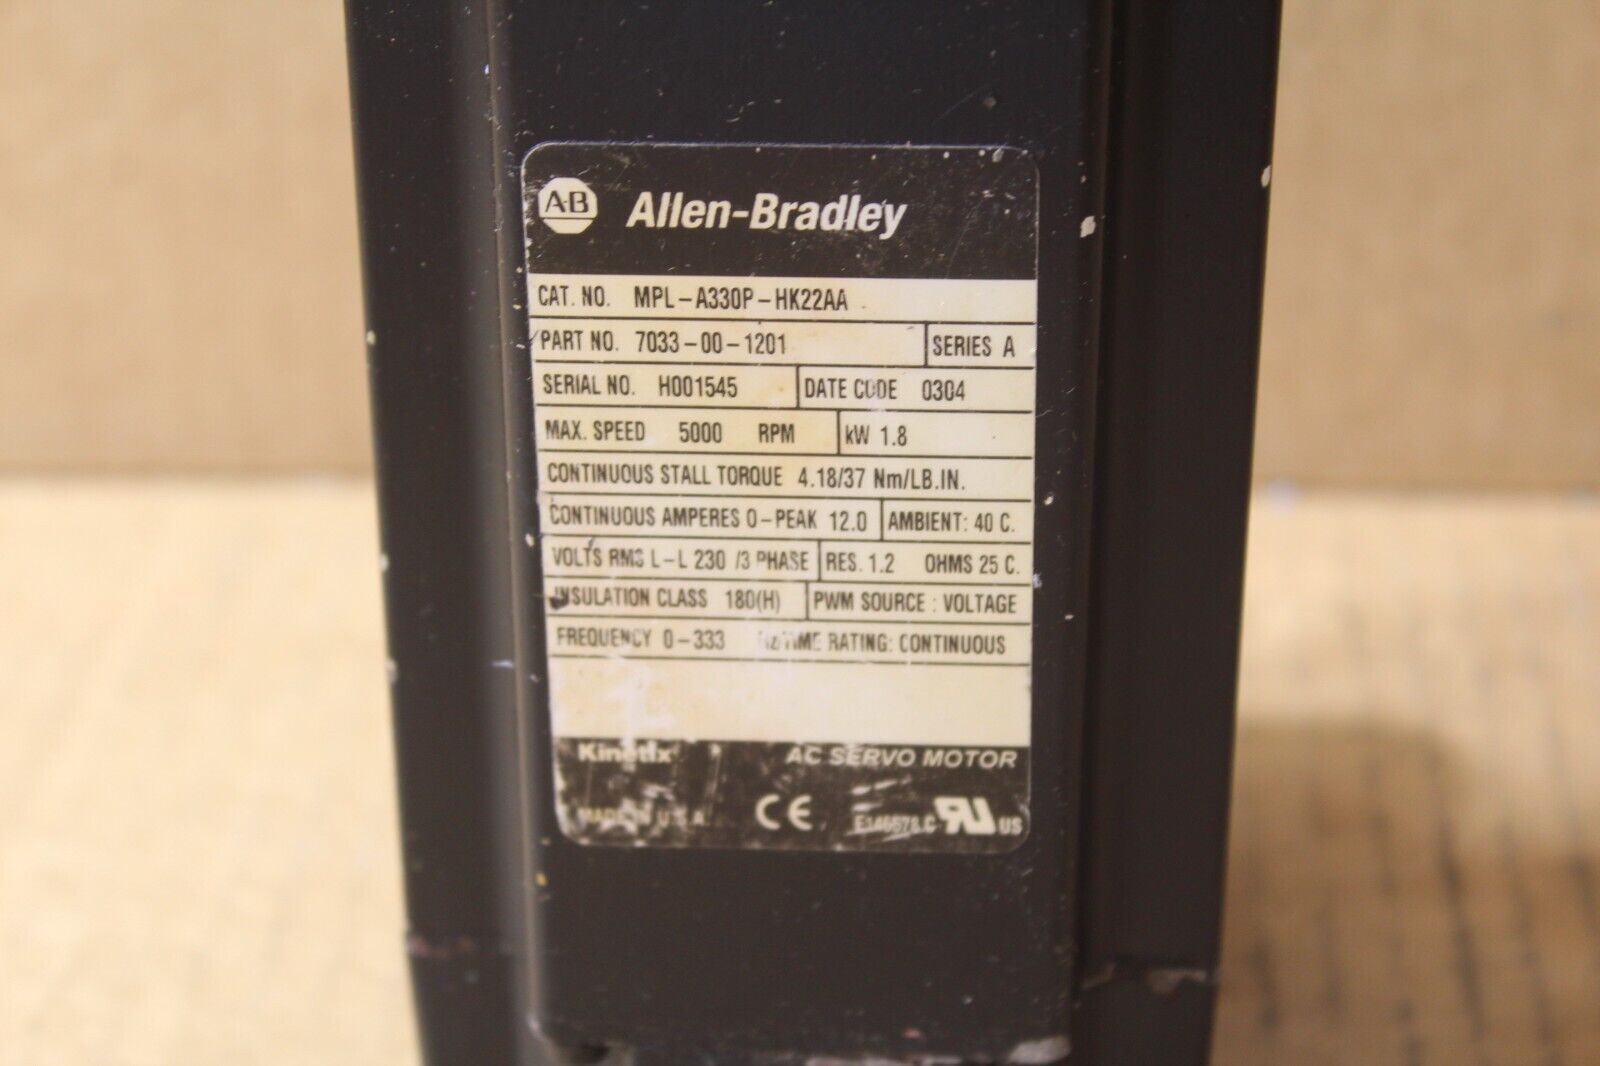 A-B Allen-Bradley
CAT. NO. MPL-A330P-HK22AA
PART NO. 7033-00-1201 SERIES A
SERIAL NO. H001545 DATE CODE 0304
MAX. SPEED 5000 RPM kW 1.8
CONTINUOUS STALL TORQUE 4.18/37 Nm/LB.IN.
CONTINUOUS AMPERES 0-PEAK 12.0 AMBIENT: 40 C.
VOLTS RMS L-L 230 /3 PHASE RES. 1.2 OHMS 25 C.
INSULATION CLASS 180(H) PWM SOURCE : VOLTAGE
FREQUENCY 0-333 TIME RATING: CONTINUOUS
Kinetix AC SERVO MOTOR
MADE IN U.S.A. CE US